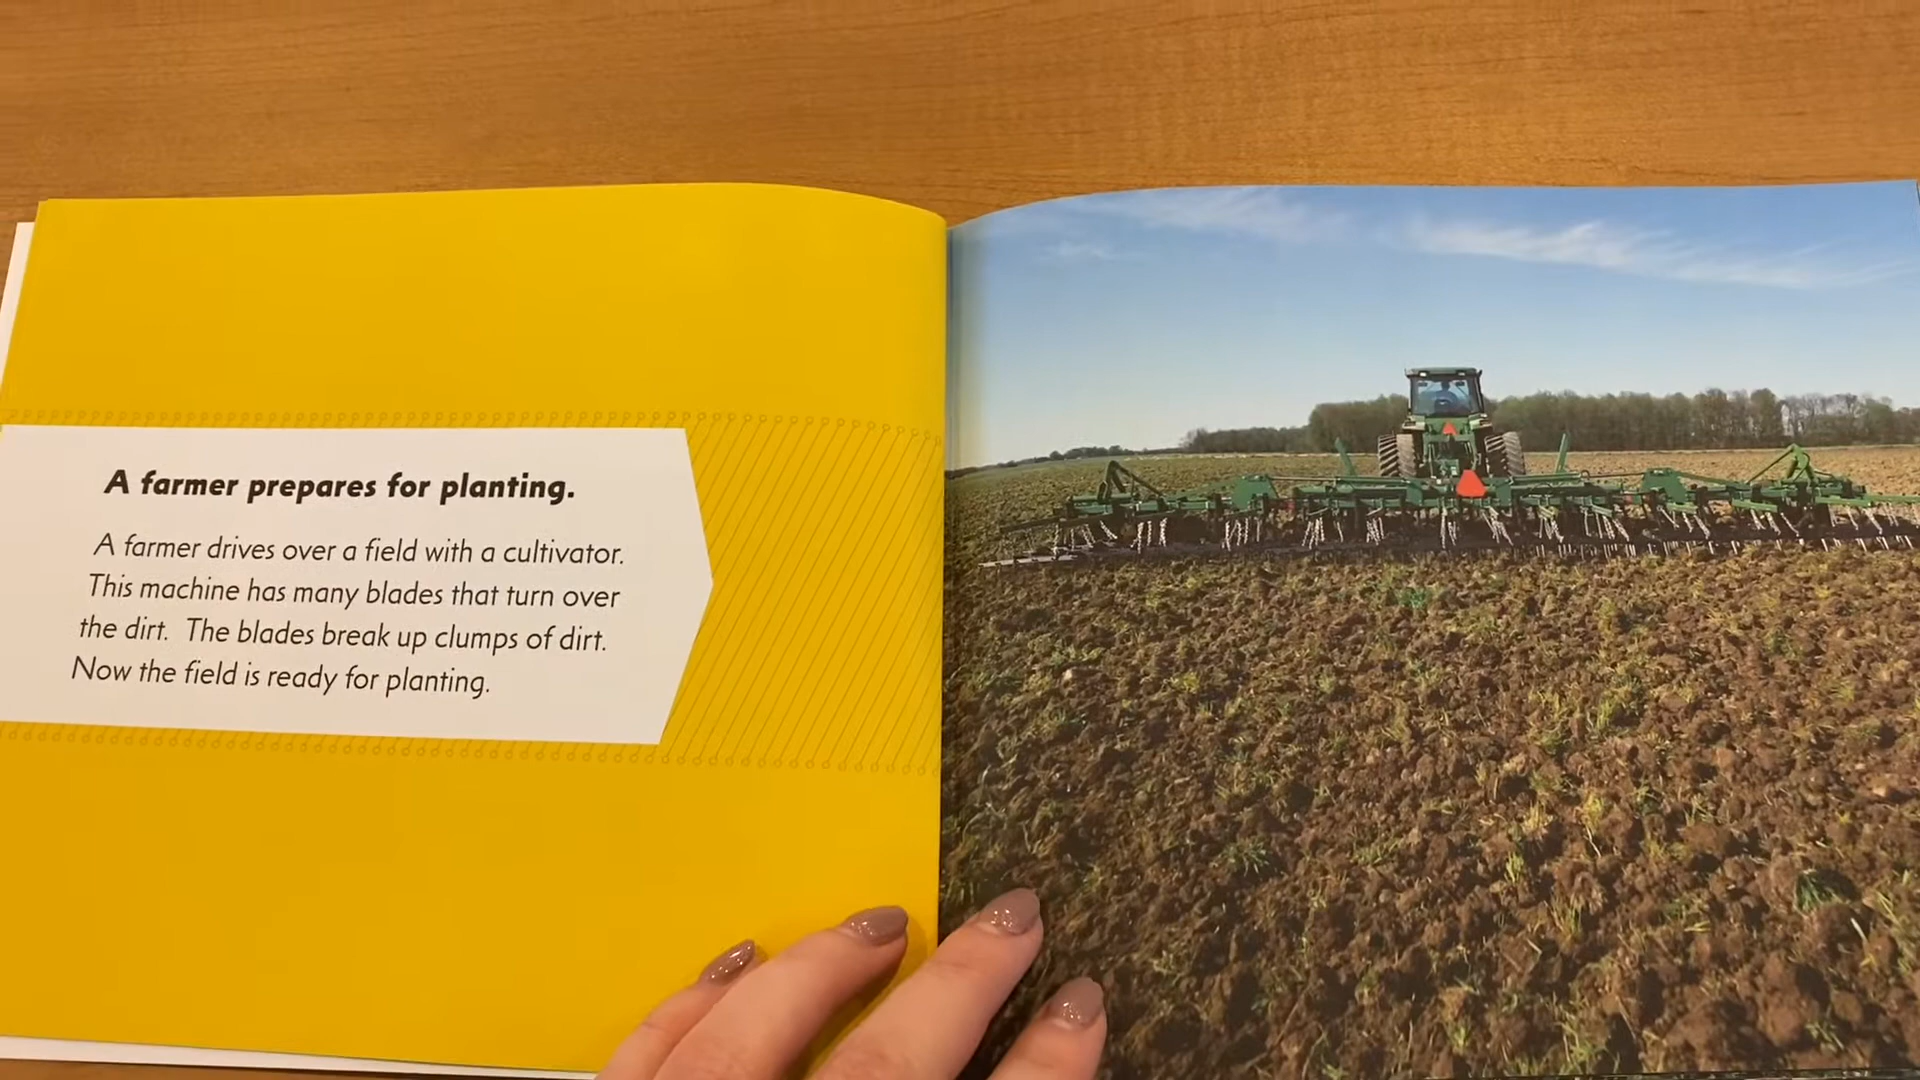 A farmer prepares for planting.
A farmer drives over a field with a cultivator.
This machine has many blades that turn over
the dirt. The blades break up clumps of dirt.
Now the field is ready for planting.